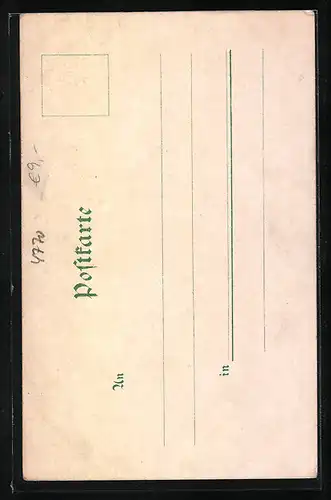 Postkarte
An
in
4770
€ 9,-